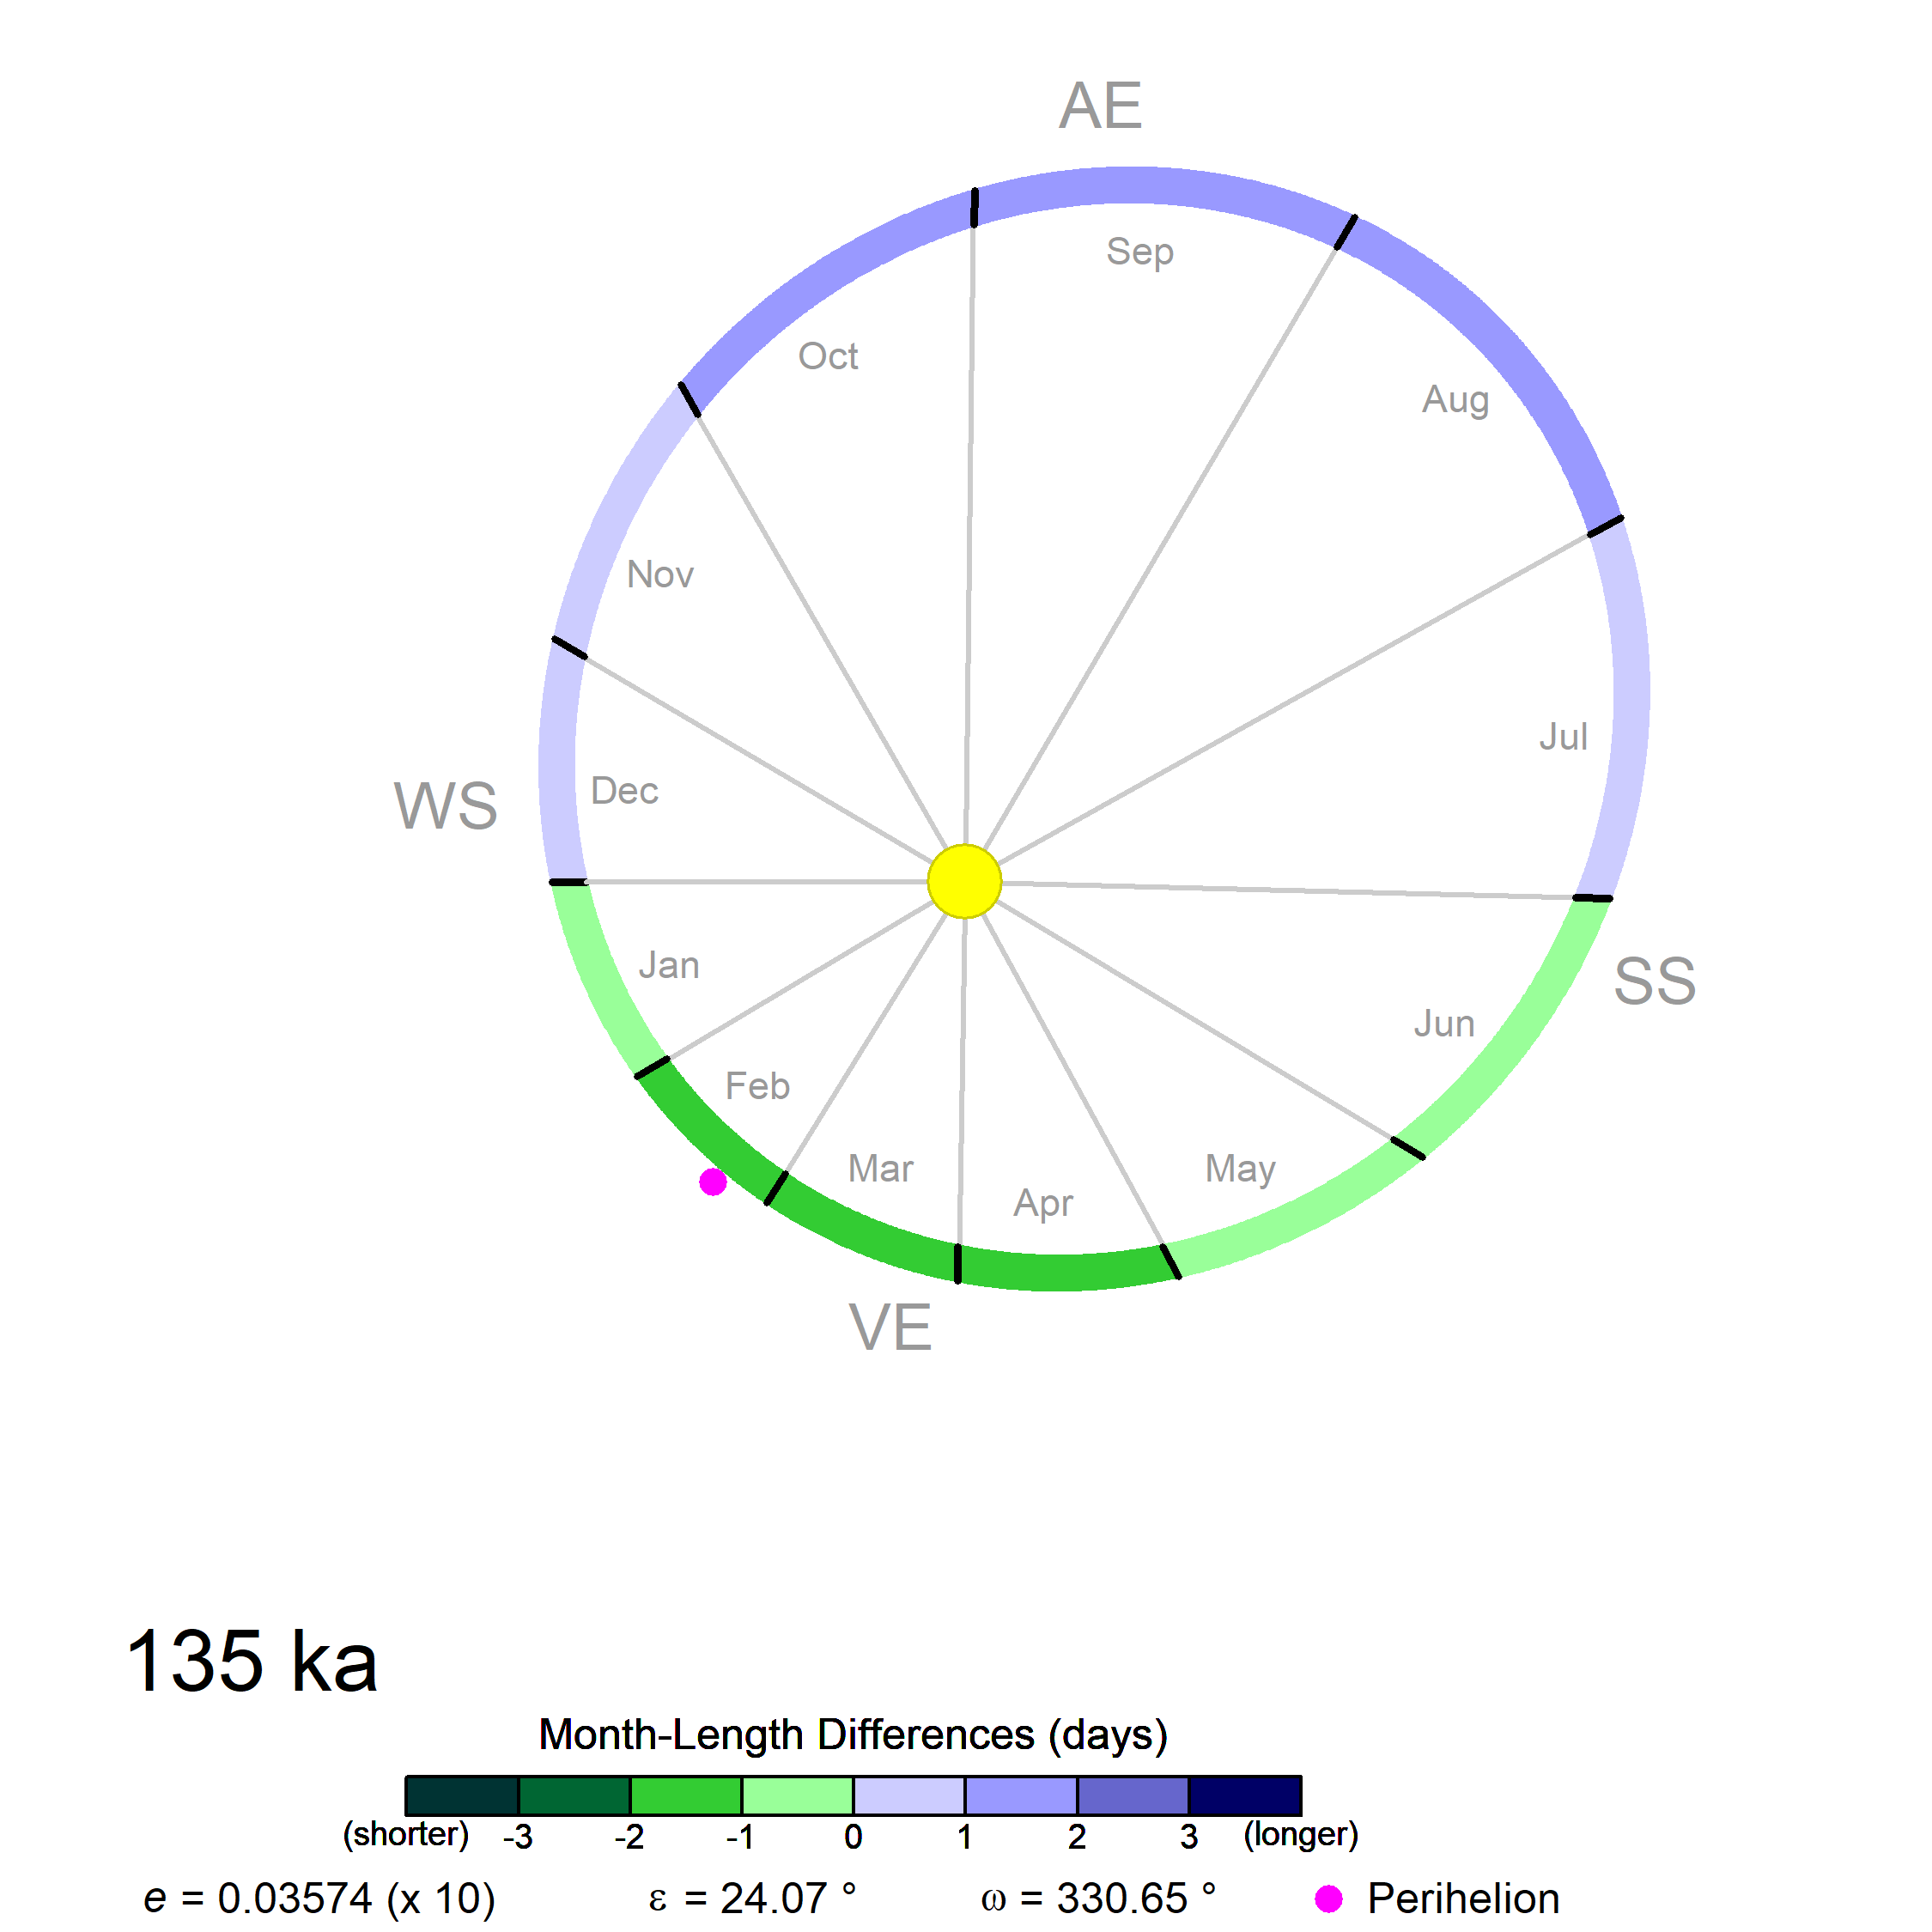 AE
Sep
Oct
Aug
Nov
Jul
Dec
WS
Jan
SS
Jun
Feb
Mar
May
Apr
VE
135 ka
Month-Length Differences (days)
(shorter) -3 -2 -1 0 1 2 3 (longer)
e = 0.03574 (x 10) ε = 24.07 ° ω = 330.65 ° Perihelion